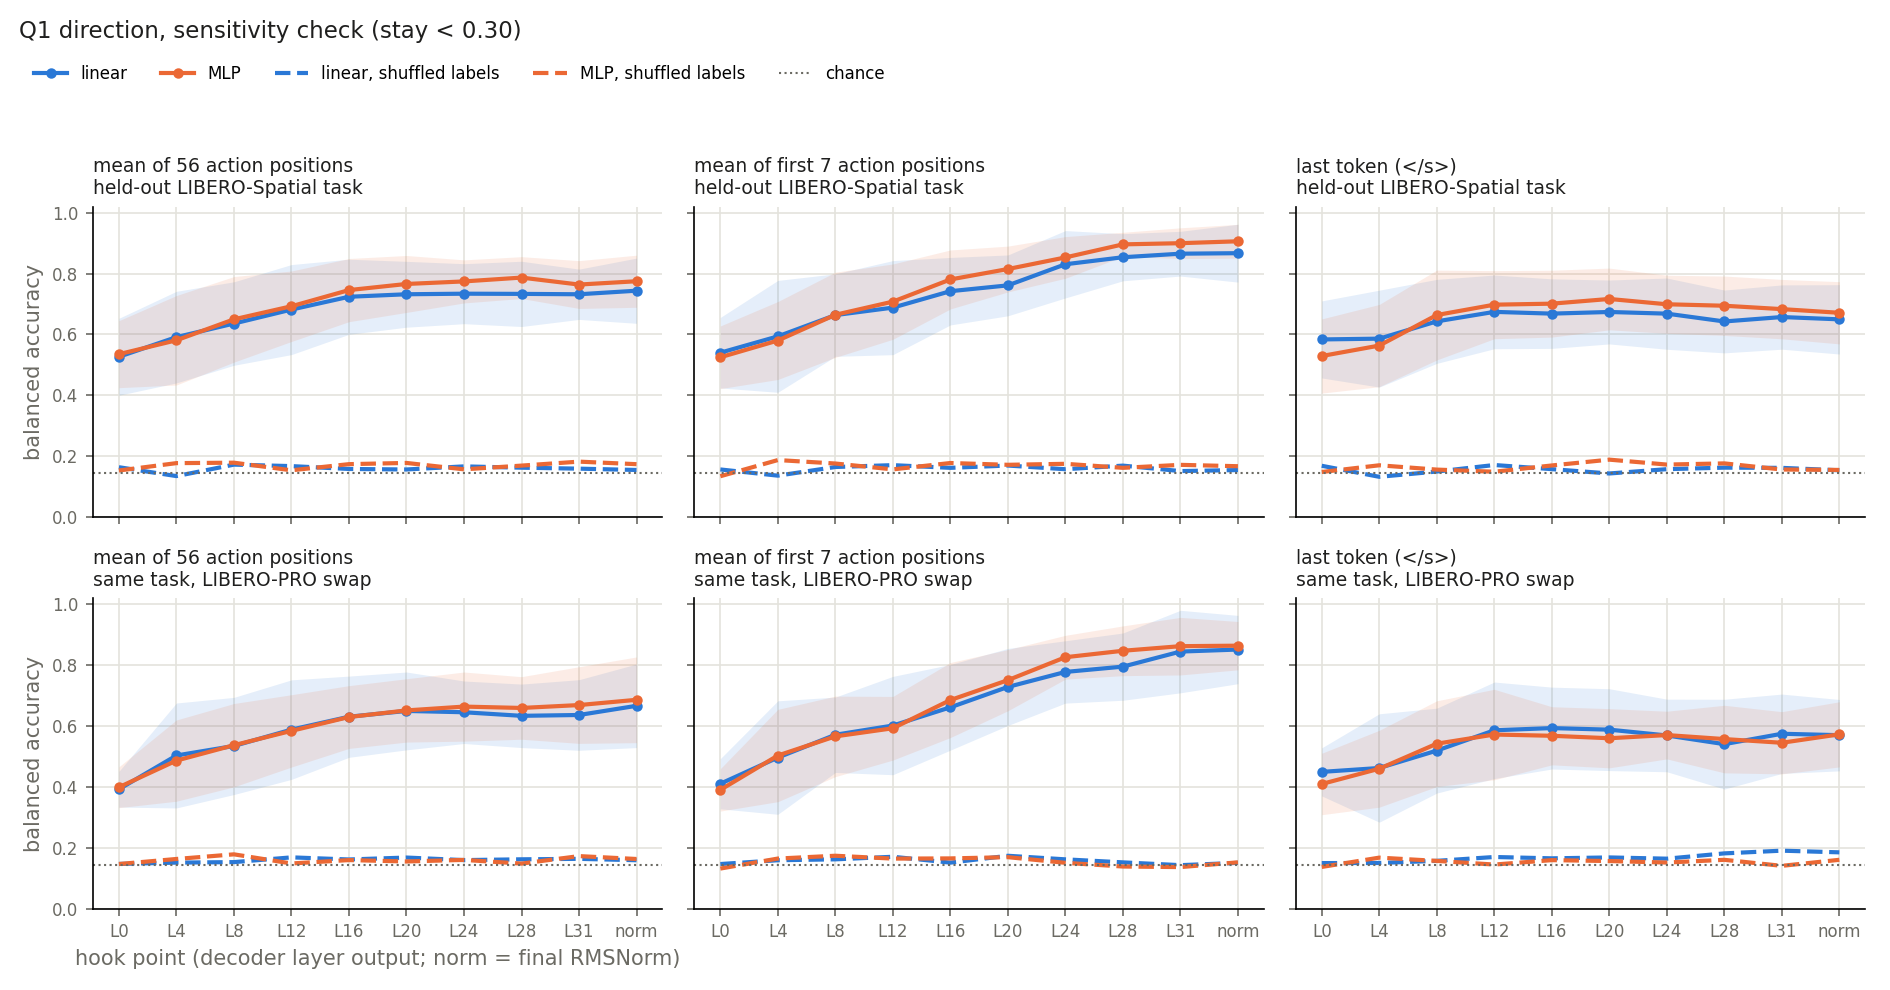 Q1 direction, sensitivity check (stay < 0.30)
linear MLP linear, shuffled labels MLP, shuffled labels chance
mean of 56 action positions
held-out LIBERO-Spatial task
mean of first 7 action positions
held-out LIBERO-Spatial task
last token (</s>)
held-out LIBERO-Spatial task
balanced accuracy
1.0
0.8
0.6
0.4
0.2
0.0
mean of 56 action positions
same task, LIBERO-PRO swap
mean of first 7 action positions
same task, LIBERO-PRO swap
last token (</s>)
same task, LIBERO-PRO swap
balanced accuracy
1.0
0.8
0.6
0.4
0.2
0.0
L0 L4 L8 L12 L16 L20 L24 L28 L31 norm
L0 L4 L8 L12 L16 L20 L24 L28 L31 norm
L0 L4 L8 L12 L16 L20 L24 L28 L31 norm
hook point (decoder layer output; norm = final RMSNorm)